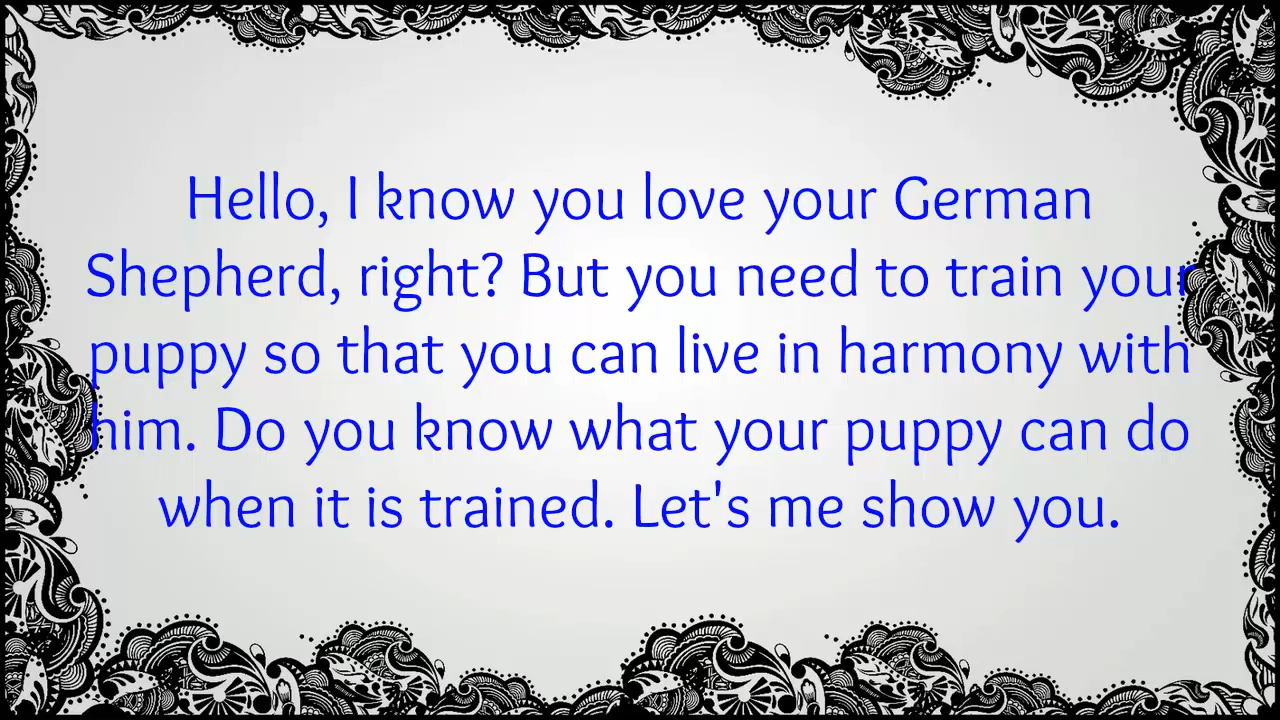 Hello, I know you love your German
Shepherd, right? But you need to train your
puppy so that you can live in harmony with
him. Do you know what your puppy can do
when it is trained. Let's me show you.